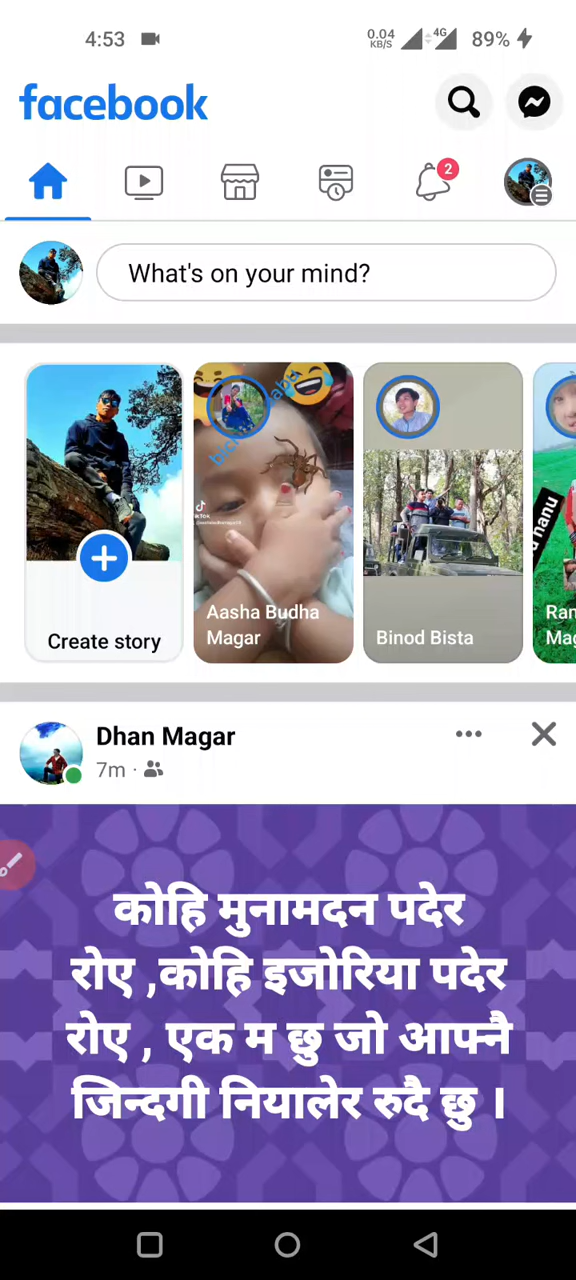 4:53
0.04 KB/S
4G
89%
facebook
2
What's on your mind?
Create story
Aasha Budha
Magar
Binod Bista
nanu
Dhan Magar
7m ·
कोहि मुनामदन पदेर
रोए ,कोहि इजोरिया पदेर
रोए , एक म छु जो आफ्नै
जिन्दगी नियालेर रुदै छु ।